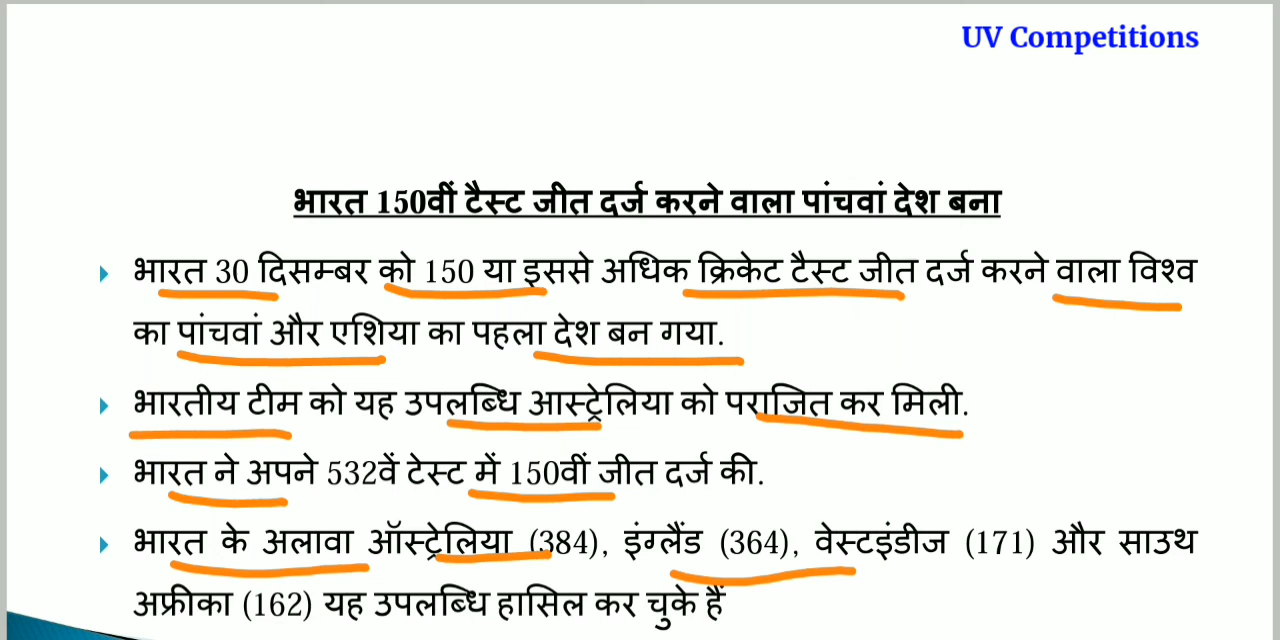 UV Competitions
भारत 150वीं टैस्ट जीत दर्ज करने वाला पांचवां देश बना
भारत 30 दिसम्बर को 150 या इससे अधिक क्रिकेट टैस्ट जीत दर्ज करने वाला विश्व
का पांचवां और एशिया का पहला देश बन गया.
भारतीय टीम को यह उपलब्धि आस्ट्रेलिया को पराजित कर मिली.
भारत ने अपने 532वें टेस्ट में 150वीं जीत दर्ज की.
भारत के अलावा ऑस्ट्रेलिया (384), इंग्लैंड (364), वेस्टइंडीज (171) और साउथ
अफ्रीका (162) यह उपलब्धि हासिल कर चुके हैं